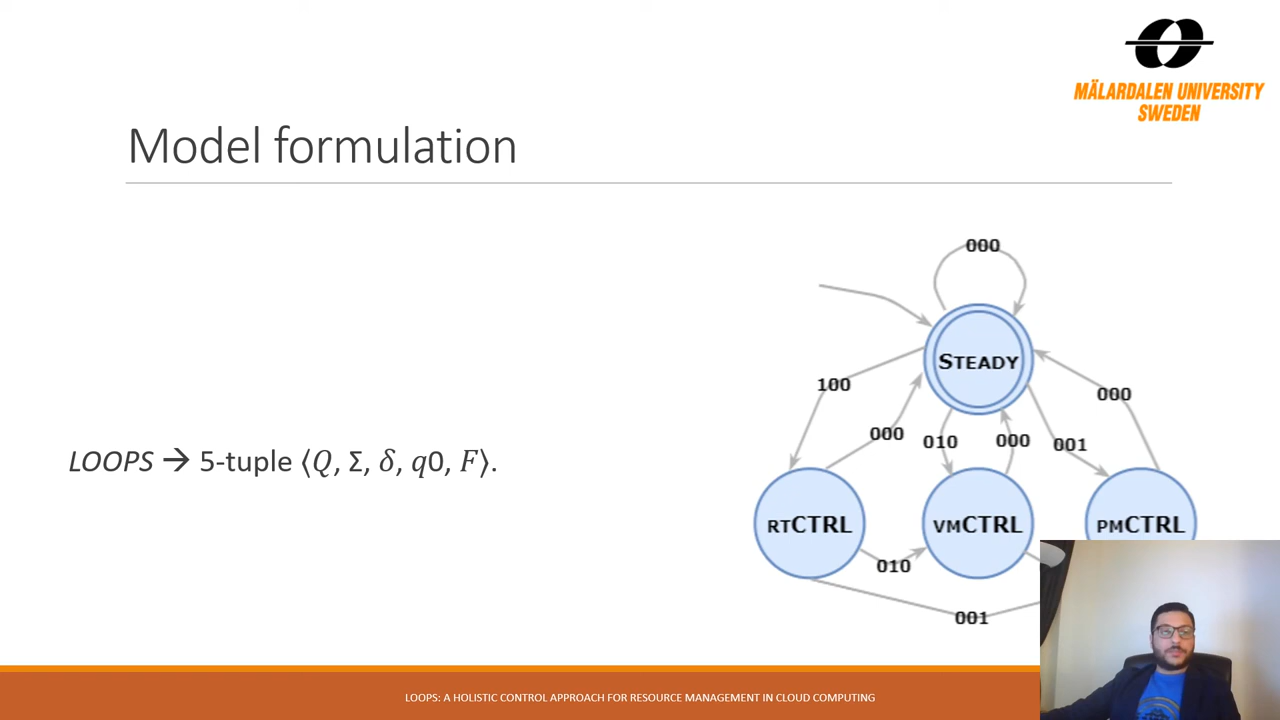 MÄLARDALEN UNIVERSITY
SWEDEN
Model formulation
000
STEADY
100
000
000
010
000
001
LOOPS → 5-tuple ⟨𝑄, Σ, 𝛿, 𝑞0, 𝐹⟩.
RTCTRL
VMCTRL
PMCTRL
010
001
LOOPS: A HOLISTIC CONTROL APPROACH FOR RESOURCE MANAGEMENT IN CLOUD COMPUTING